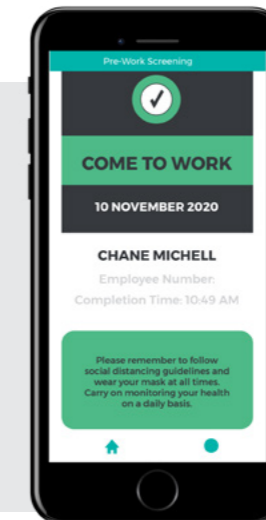 Pre-Work Screening
COME TO WORK
10 NOVEMBER 2020
CHANE MICHELL
Employee Number:
Completion Time: 10:49 AM
Please remember to follow
social distancing guidelines and
wear your mask at all times.
Carry on monitoring your health
on a daily basis.